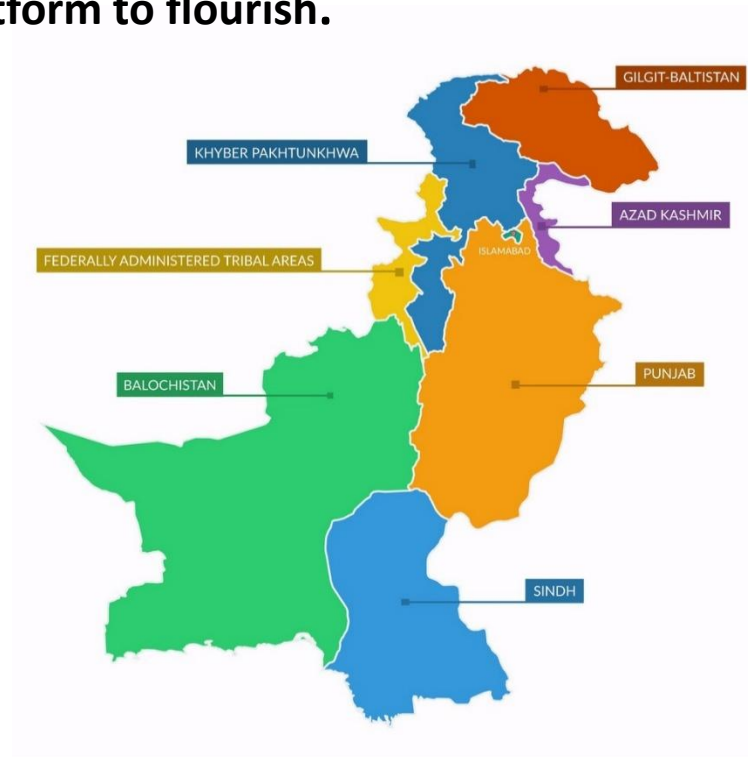 tform to flourish.
GILGIT-BALTISTAN
KHYBER PAKHTUNKHWA
AZAD KASHMIR
ISLAMABAD
FEDERALLY ADMINISTERED TRIBAL AREAS
PUNJAB
BALOCHISTAN
SINDH